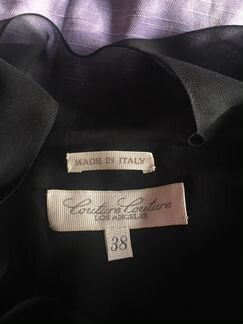 MADE IN ITALY
Couture Couture
LOS ANGELES
38